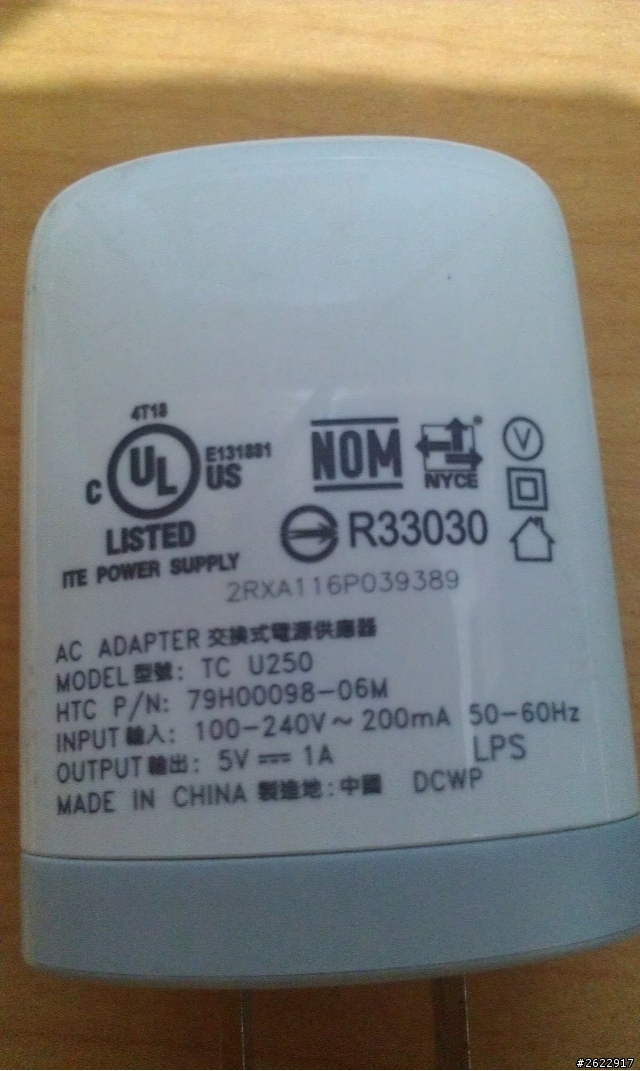 4T18
C UL US E131881
LISTED
ITE POWER SUPPLY
NOM
NYCE
V
R33030
2RXA116P039389
AC ADAPTER 交換式電源供應器
MODEL 型號: TC U250
HTC P/N: 79H00098-06M
INPUT 輸入: 100-240V ~ 200mA 50-60Hz
OUTPUT 輸出: 5V ⎓ 1A LPS
MADE IN CHINA 製造地:中國 DCWP
#2622917